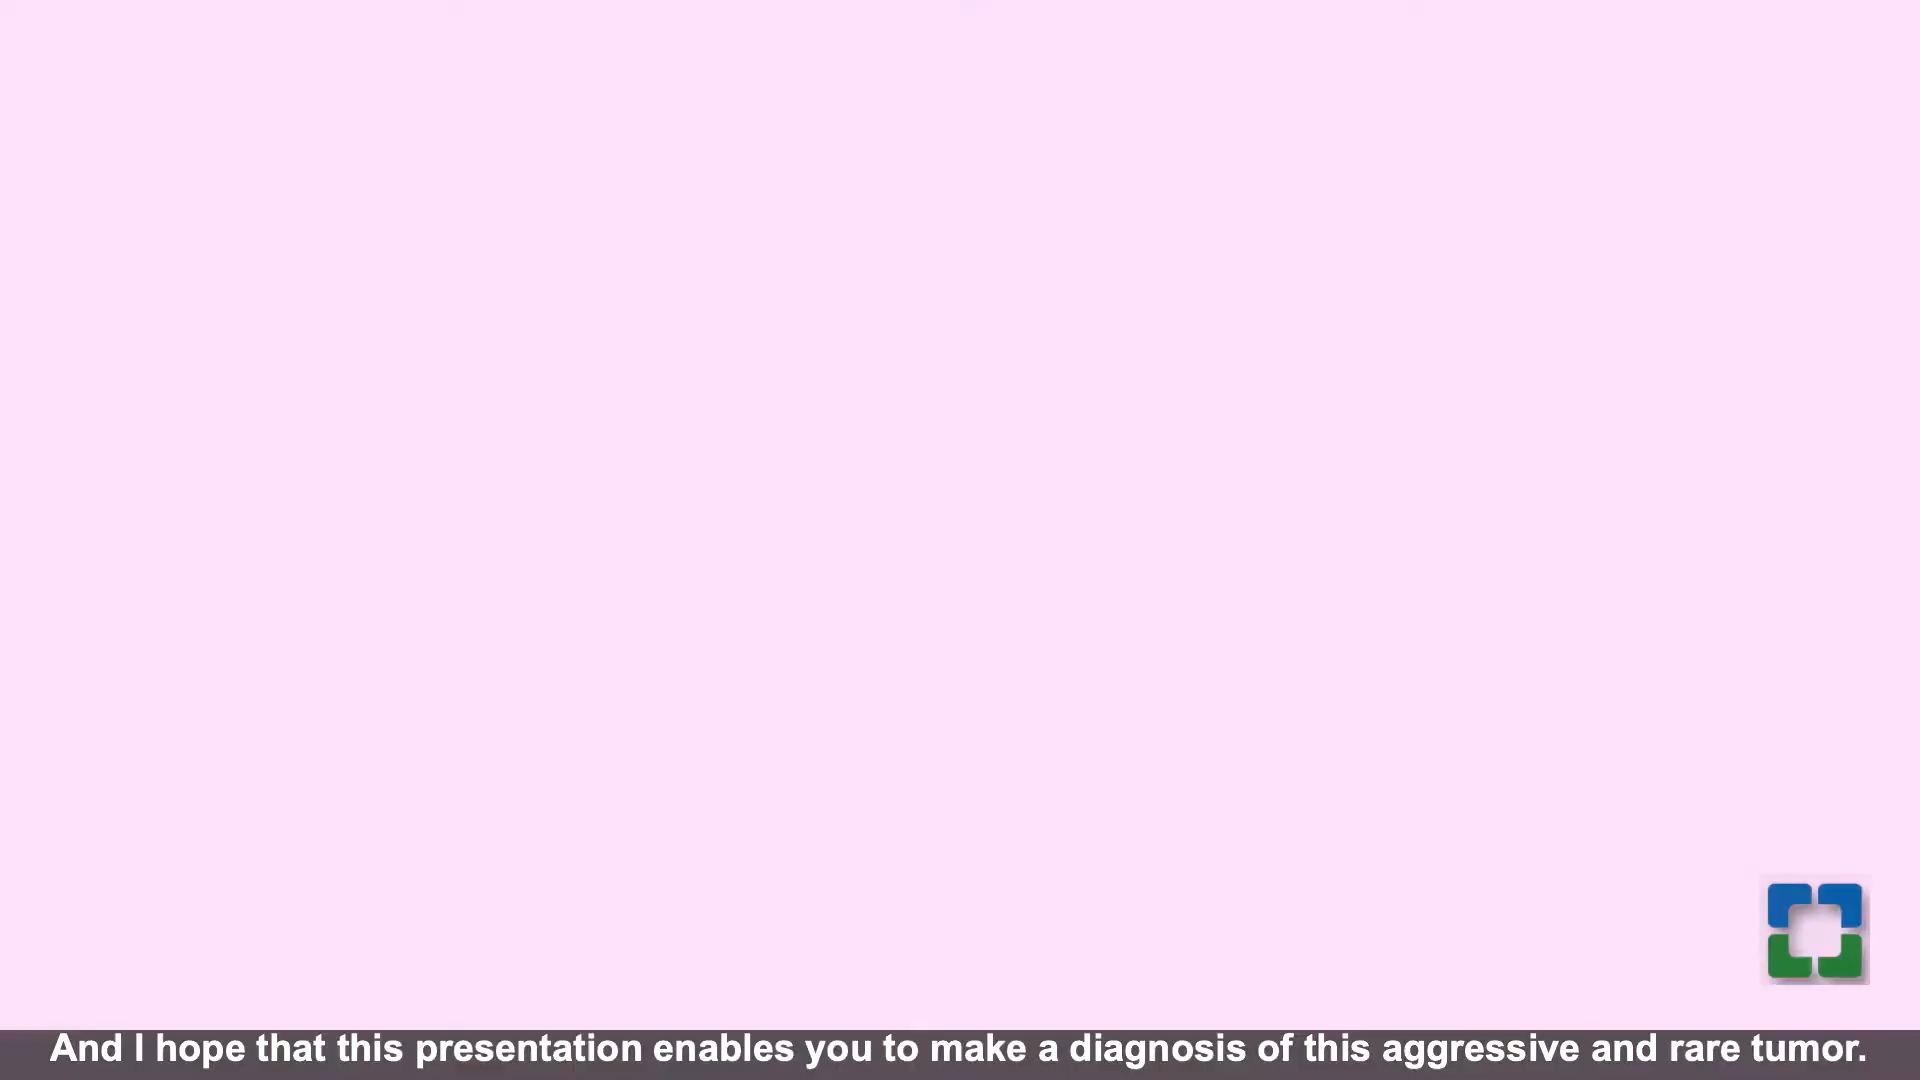 And I hope that this presentation enables you to make a diagnosis of this aggressive and rare tumor.